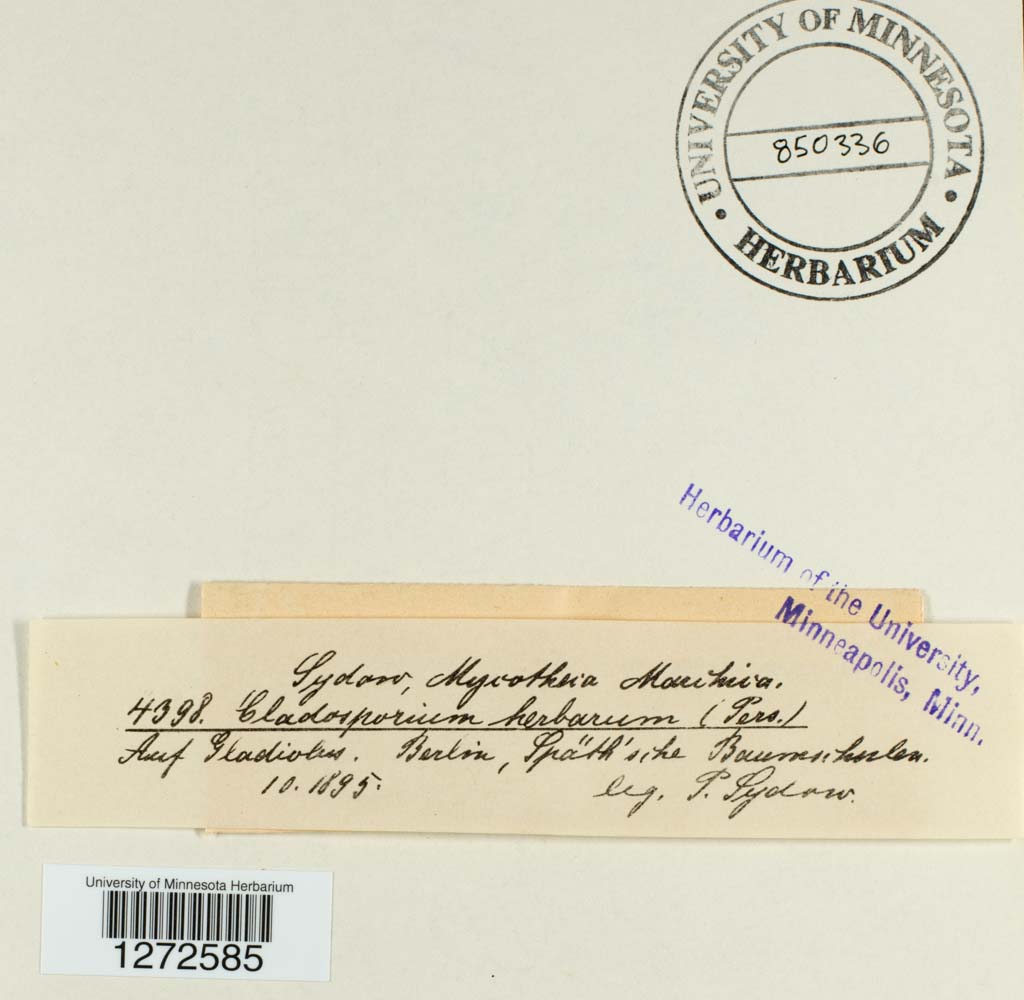 UNIVERSITY OF MINNESOTA
850336
HERBARIUM
Herbarium of the University,
Minneapolis, Minn.
Sydow, Mycotheca Marchica.
4398. Cladosporium herbarum (Pers.)
Auf Gladiolus. Berlin, Späth'sche Baumschulen.
10. 1895.
leg. P. Sydow.
University of Minnesota Herbarium
1272585